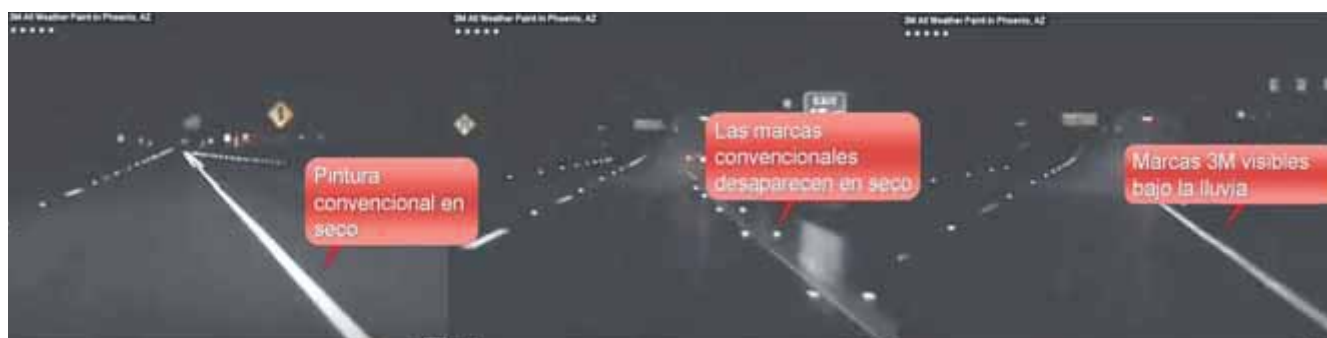 3M All Weather Paint in Phoenix, AZ
3M All Weather Paint in Phoenix, AZ
3M All Weather Paint in Phoenix, AZ
Pintura
convencional en
seco
EXIT
Las marcas
convencionales
desaparecen en seco
Marcas 3M visibles
bajo la lluvia